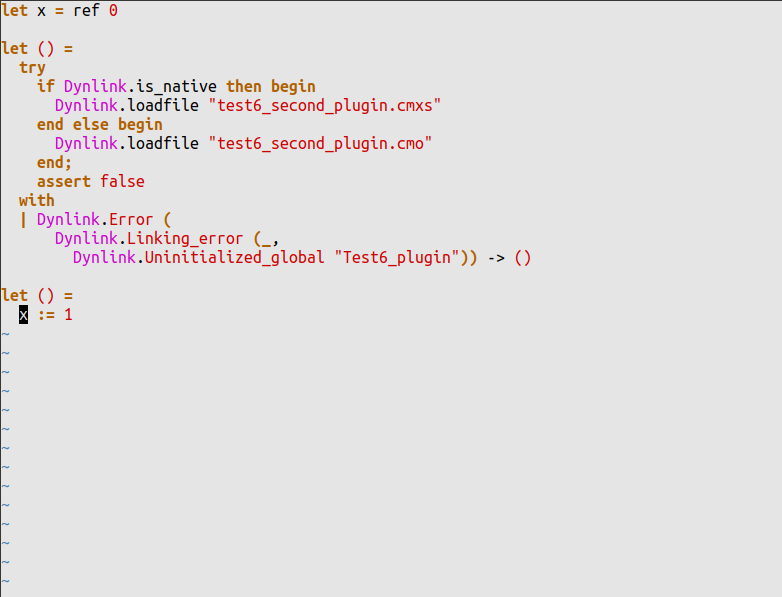 let x = ref 0

let () =
  try
    if Dynlink.is_native then begin
      Dynlink.loadfile "test6_second_plugin.cmxs"
    end else begin
      Dynlink.loadfile "test6_second_plugin.cmo"
    end;
    assert false
  with
  | Dynlink.Error (
      Dynlink.Linking_error (_,
        Dynlink.Uninitialized_global "Test6_plugin")) -> ()

let () =
  x := 1
~
~
~
~
~
~
~
~
~
~
~
~
~
~